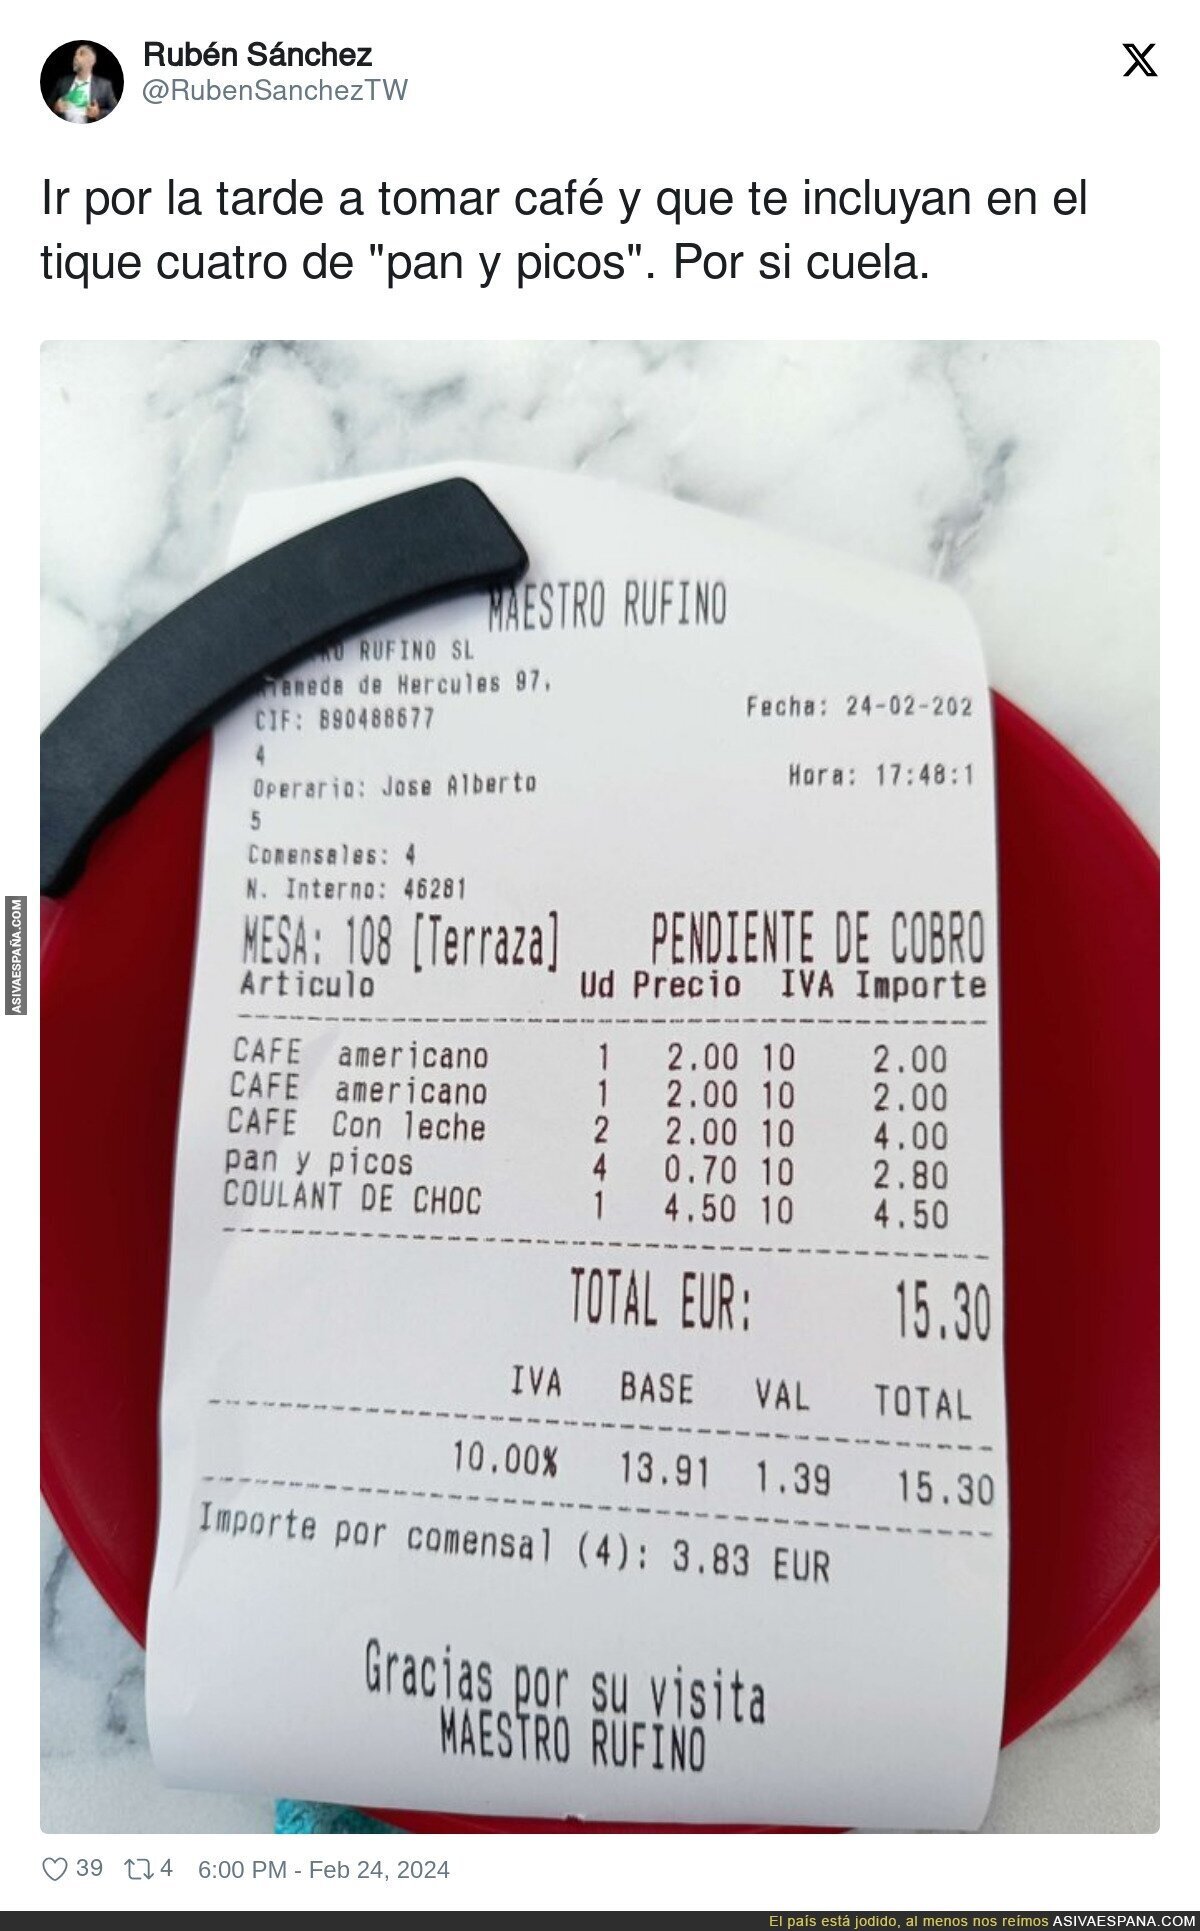 Rubén Sánchez
@RubenSanchezTW
X
Ir por la tarde a tomar café y que te incluyan en el
tique cuatro de "pan y picos". Por si cuela.
MAESTRO RUFINO
RUFINO SL
de Hercules 97,
CIF: B90488677
Fecha: 24-02-202
4
Operario: Jose Alberto
Hora: 17:48:1
5
Comensales: 4
N. Interno: 46281
MESA: 108 [Terraza] PENDIENTE DE COBRO
Articulo Ud Precio IVA Importe
CAFE americano 1 2.00 10 2.00
CAFE americano 1 2.00 10 2.00
CAFE Con leche 2 2.00 10 4.00
pan y picos 4 0.70 10 2.80
COULANT DE CHOC 1 4.50 10 4.50
TOTAL EUR: 15.30
IVA BASE VAL TOTAL
10.00% 13.91 1.39 15.30
Importe por comensal (4): 3.83 EUR
Gracias por su visita
MAESTRO RUFINO
39 4 6:00 PM - Feb 24, 2024
ASIVAESPAÑA.COM
El país está jodido, al menos nos reímos ASIVAESPANA.COM